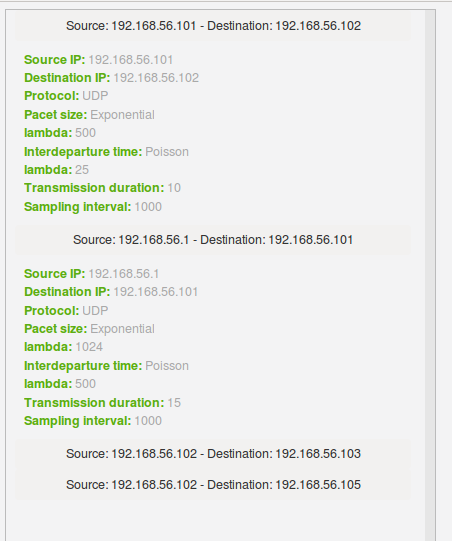 Source: 192.168.56.101 - Destination: 192.168.56.102
Source IP: 192.168.56.101
Destination IP: 192.168.56.102
Protocol: UDP
Pacet size: Exponential
lambda: 500
Interdeparture time: Poisson
lambda: 25
Transmission duration: 10
Sampling interval: 1000
Source: 192.168.56.1 - Destination: 192.168.56.101
Source IP: 192.168.56.1
Destination IP: 192.168.56.101
Protocol: UDP
Pacet size: Exponential
lambda: 1024
Interdeparture time: Poisson
lambda: 500
Transmission duration: 15
Sampling interval: 1000
Source: 192.168.56.102 - Destination: 192.168.56.103
Source: 192.168.56.102 - Destination: 192.168.56.105